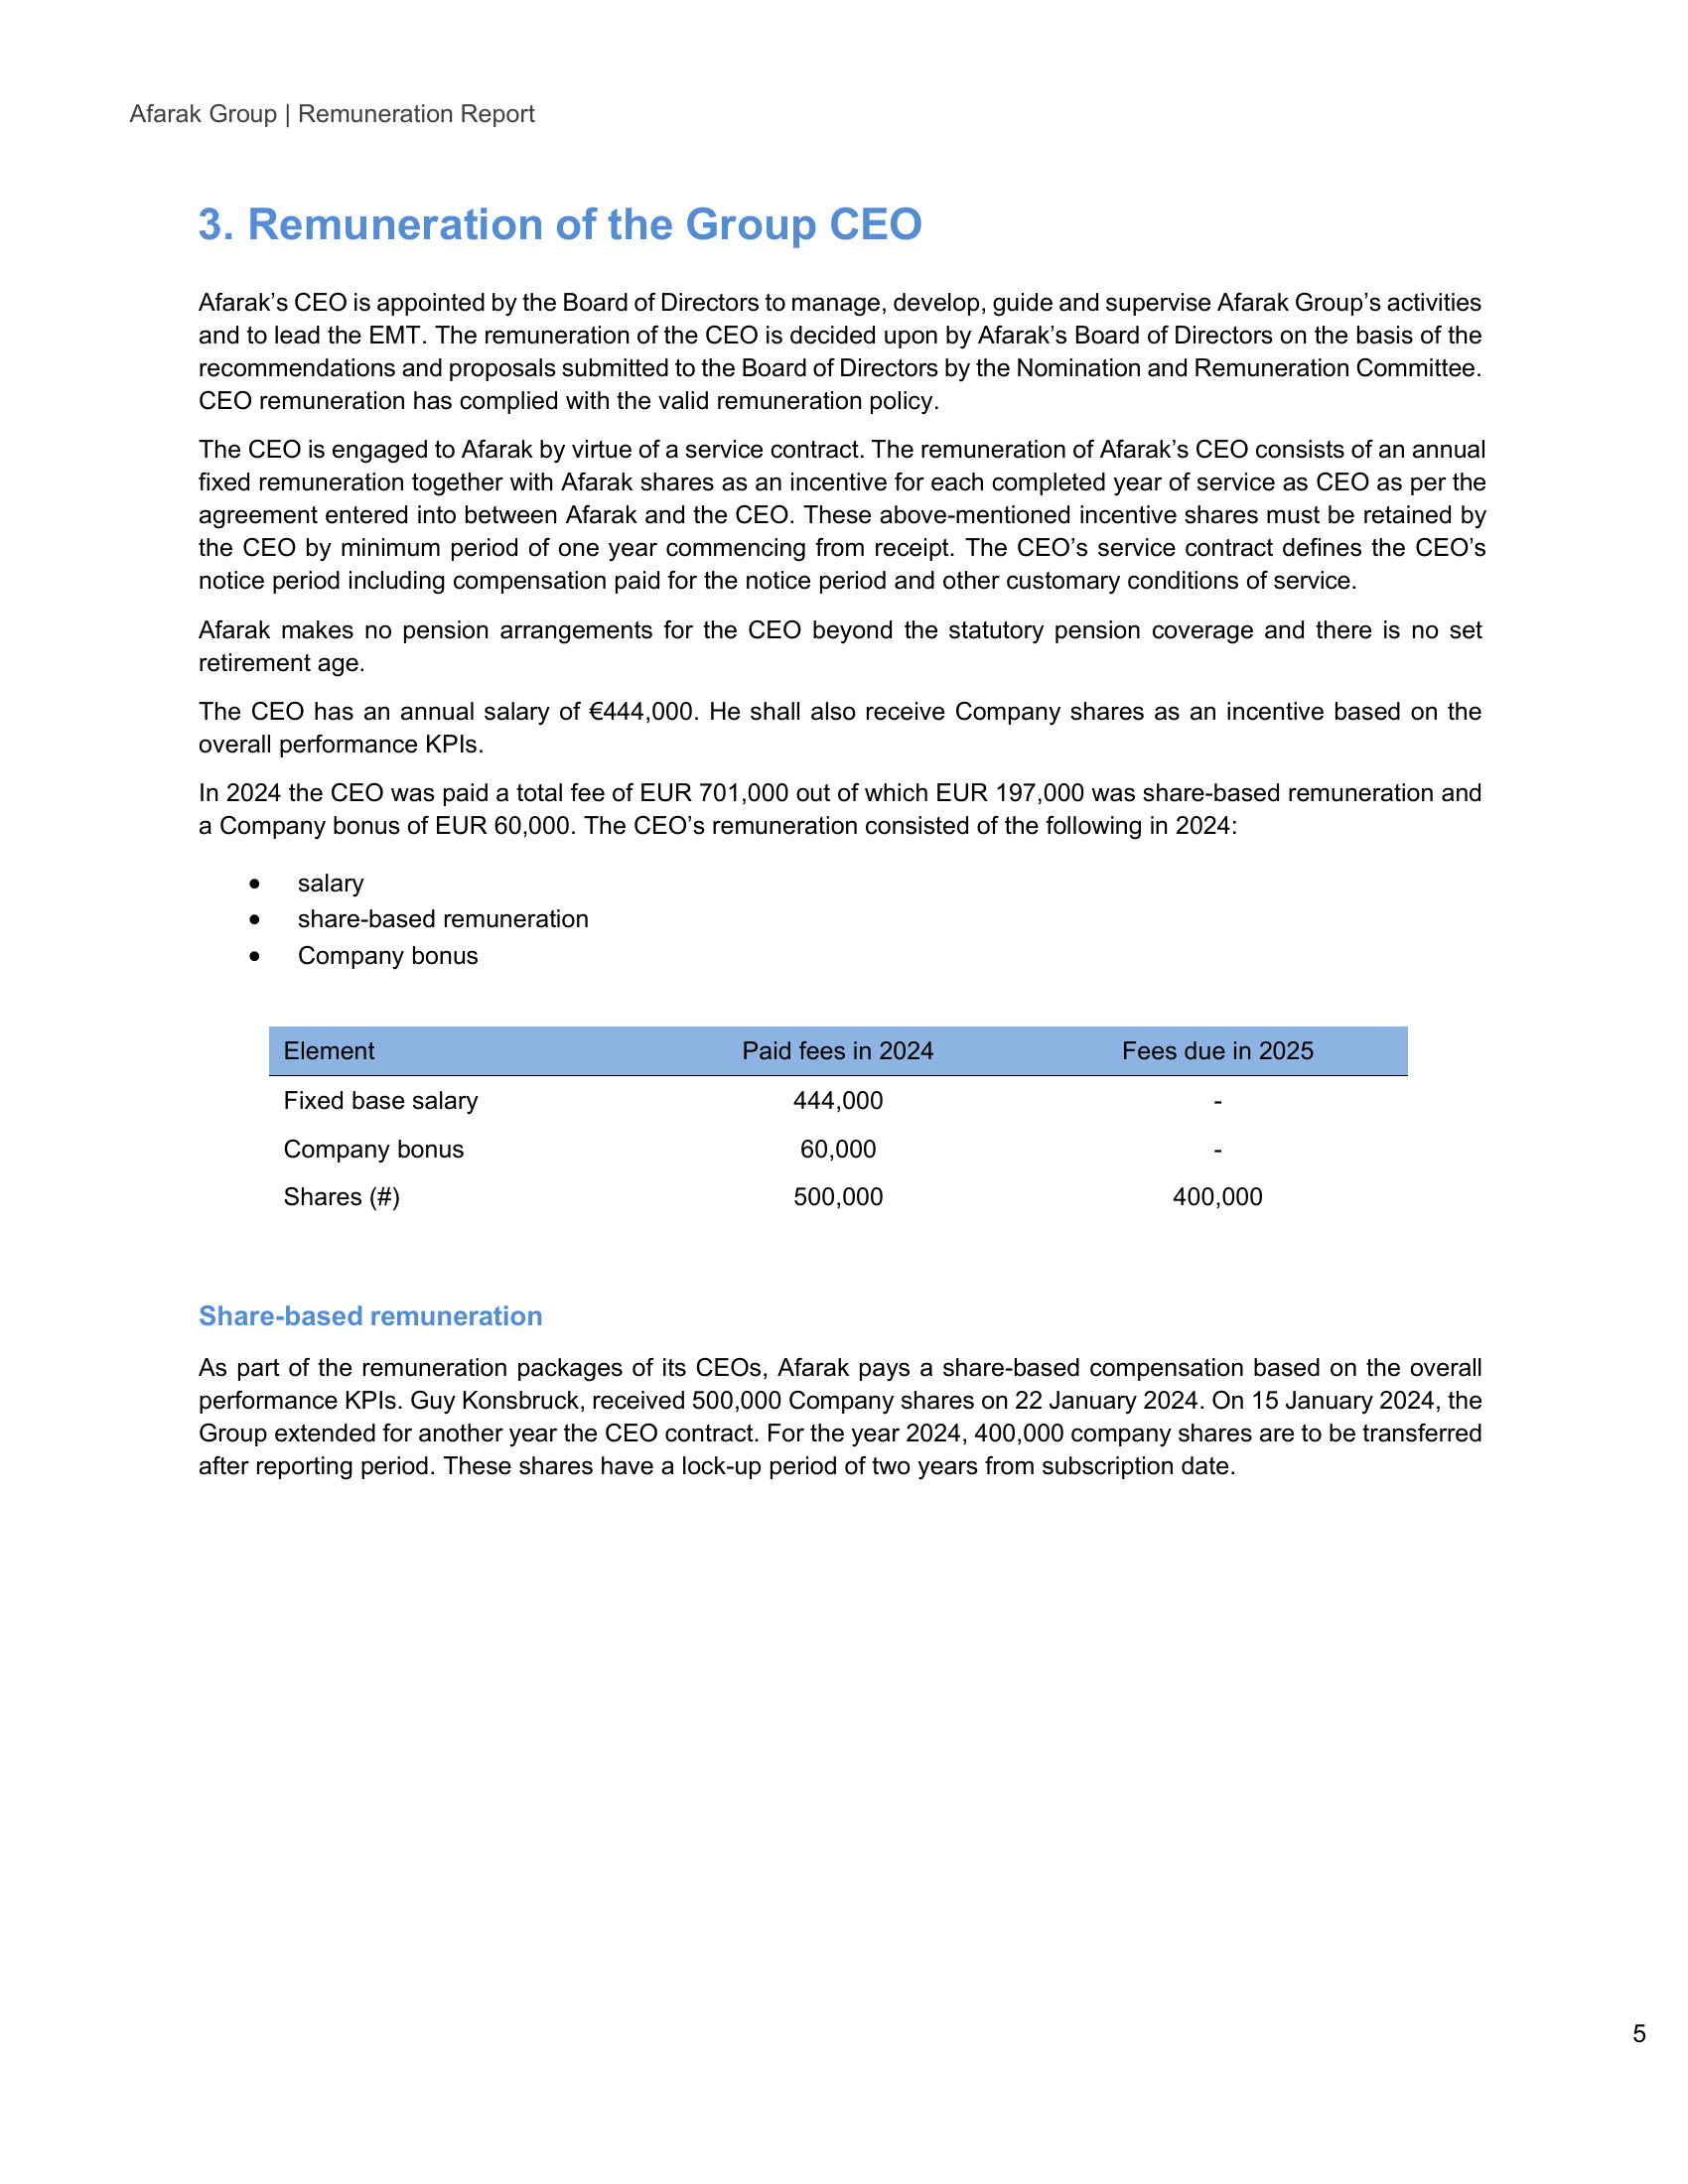 Afarak Group | Remuneration Report
3. Remuneration of the Group CEO
Afarak’s CEO is appointed by the Board of Directors to manage, develop, guide and supervise Afarak Group’s activities
and to lead the EMT. The remuneration of the CEO is decided upon by Afarak’s Board of Directors on the basis of the
recommendations and proposals submitted to the Board of Directors by the Nomination and Remuneration Committee.
CEO remuneration has complied with the valid remuneration policy.
The CEO is engaged to Afarak by virtue of a service contract. The remuneration of Afarak’s CEO consists of an annual
fixed remuneration together with Afarak shares as an incentive for each completed year of service as CEO as per the
agreement entered into between Afarak and the CEO. These above-mentioned incentive shares must be retained by
the CEO by minimum period of one year commencing from receipt. The CEO’s service contract defines the CEO’s
notice period including compensation paid for the notice period and other customary conditions of service.
Afarak makes no pension arrangements for the CEO beyond the statutory pension coverage and there is no set
retirement age.
The CEO has an annual salary of €444,000. He shall also receive Company shares as an incentive based on the
overall performance KPIs.
In 2024 the CEO was paid a total fee of EUR 701,000 out of which EUR 197,000 was share-based remuneration and
a Company bonus of EUR 60,000. The CEO’s remuneration consisted of the following in 2024:
• salary
• share-based remuneration
• Company bonus
Element Paid fees in 2024 Fees due in 2025
Fixed base salary 444,000 -
Company bonus 60,000 -
Shares (#) 500,000 400,000
Share-based remuneration
As part of the remuneration packages of its CEOs, Afarak pays a share-based compensation based on the overall
performance KPIs. Guy Konsbruck, received 500,000 Company shares on 22 January 2024. On 15 January 2024, the
Group extended for another year the CEO contract. For the year 2024, 400,000 company shares are to be transferred
after reporting period. These shares have a lock-up period of two years from subscription date.
5